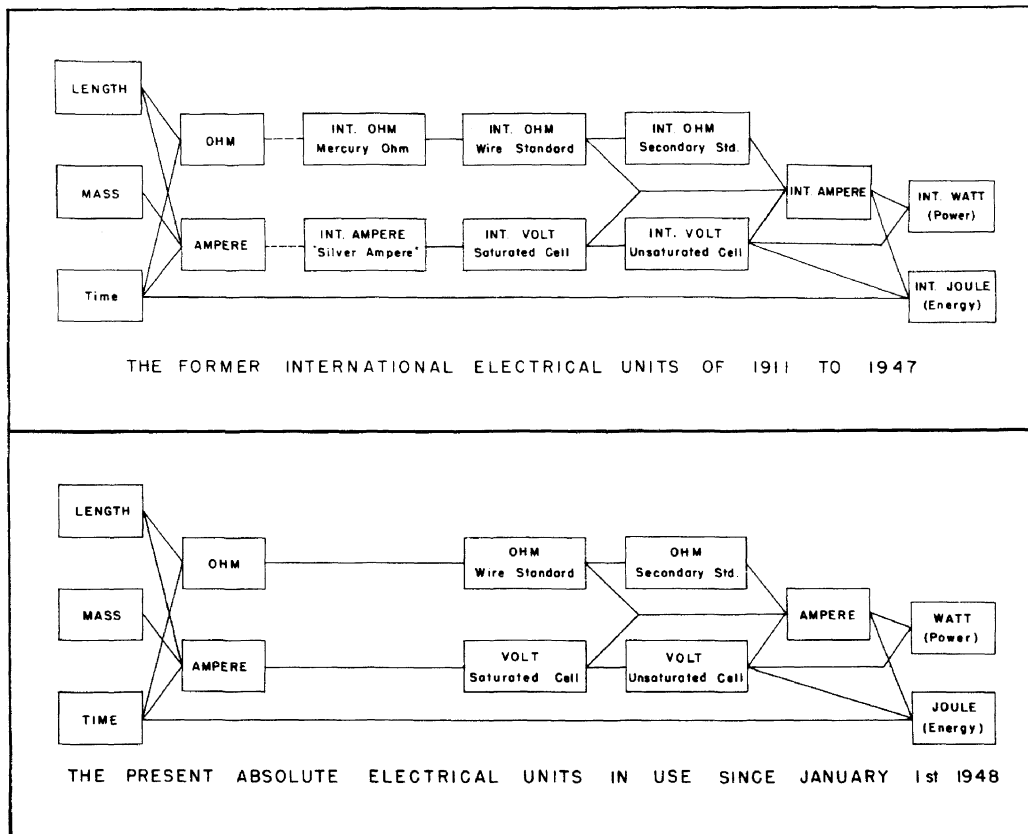 LENGTH
OHM
INT. OHM
Mercury Ohm
INT. OHM
Wire Standard
INT. OHM
Secondary Std.
MASS
INT. AMPERE
INT. WATT
(Power)
AMPERE
INT. AMPERE
"Silver Ampere"
INT. VOLT
Saturated Cell
INT. VOLT
Unsaturated Cell
Time
INT. JOULE
(Energy)
THE FORMER INTERNATIONAL ELECTRICAL UNITS OF 1911 TO 1947
LENGTH
OHM
OHM
Wire Standard
OHM
Secondary Std.
MASS
AMPERE
WATT
(Power)
AMPERE
VOLT
Saturated Cell
VOLT
Unsaturated Cell
TIME
JOULE
(Energy)
THE PRESENT ABSOLUTE ELECTRICAL UNITS IN USE SINCE JANUARY 1st 1948